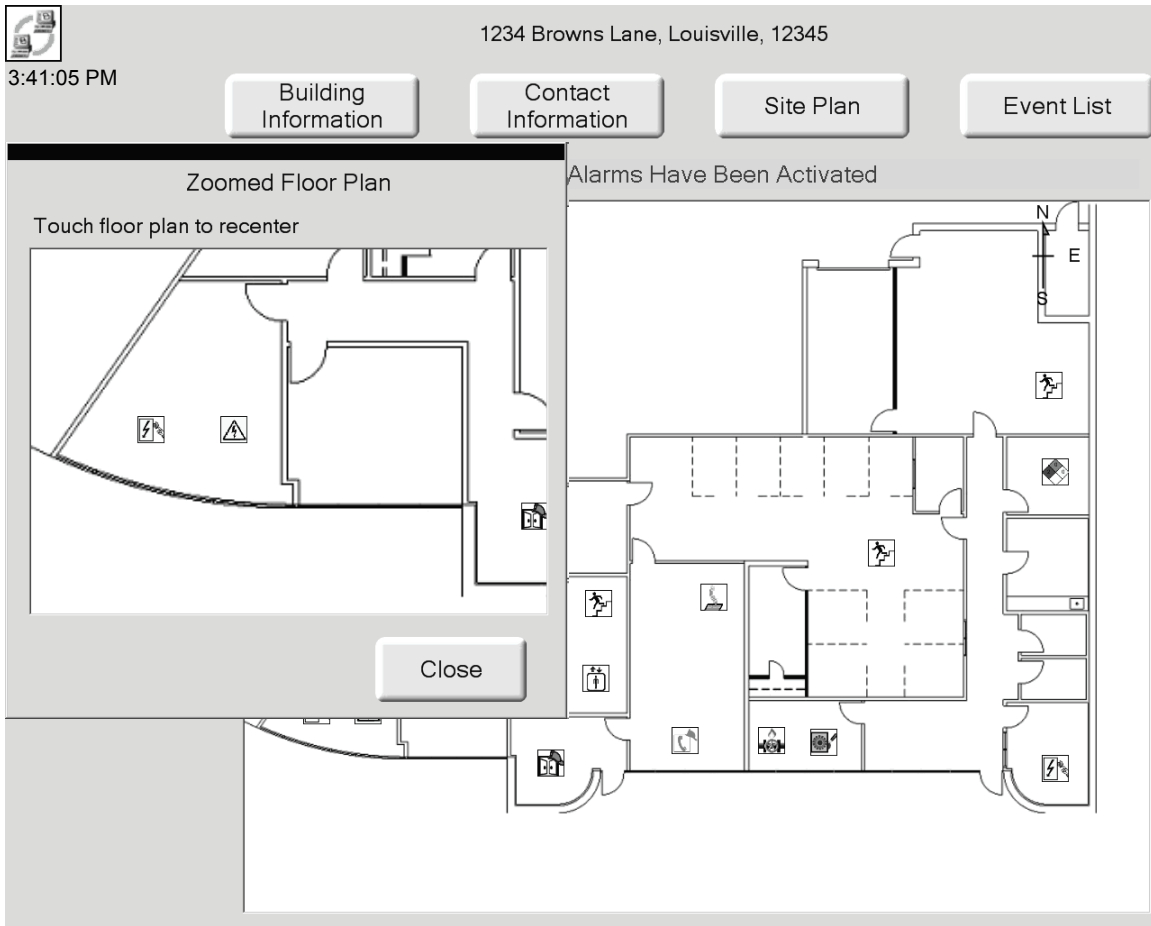 1234 Browns Lane, Louisville, 12345
3:41:05 PM
Building
Information
Contact
Information
Site Plan
Event List
Zoomed Floor Plan
Alarms Have Been Activated
Touch floor plan to recenter
N
E
S
Close